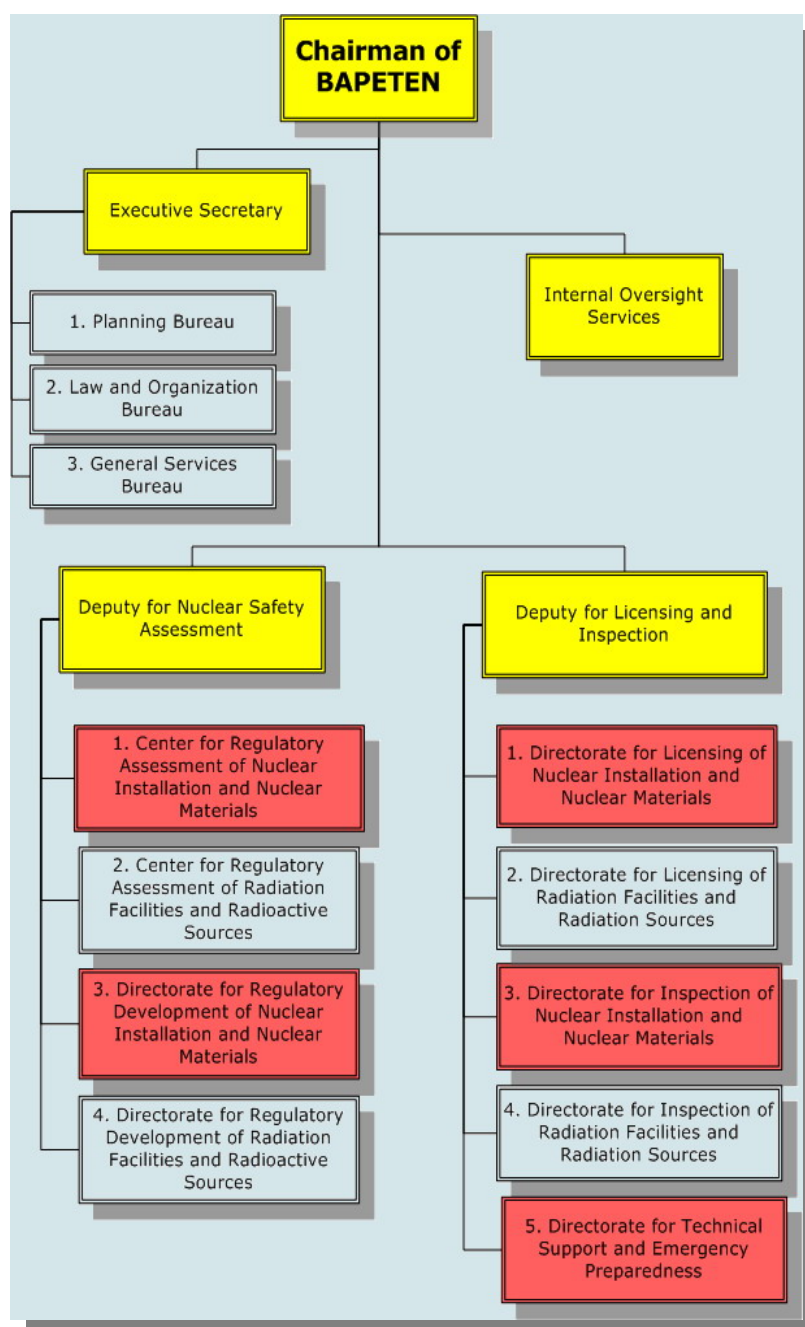 Chairman of
BAPETEN
Executive Secretary
Internal Oversight
Services
1. Planning Bureau
2. Law and Organization
Bureau
3. General Services
Bureau
Deputy for Nuclear Safety
Assessment
1. Center for Regulatory
Assessment of Nuclear
Installation and Nuclear
Materials
2. Center for Regulatory
Assessment of Radiation
Facilities and Radioactive
Sources
3. Directorate for Regulatory
Development of Nuclear
Installation and Nuclear
Materials
4. Directorate for Regulatory
Development of Radiation
Facilities and Radioactive
Sources
Deputy for Licensing and
Inspection
1. Directorate for Licensing of
Nuclear Installation and
Nuclear Materials
2. Directorate for Licensing of
Radiation Facilities and
Radiation Sources
3. Directorate for Inspection of
Nuclear Installation and
Nuclear Materials
4. Directorate for Inspection of
Radiation Facilities and
Radiation Sources
5. Directorate for Technical
Support and Emergency
Preparedness